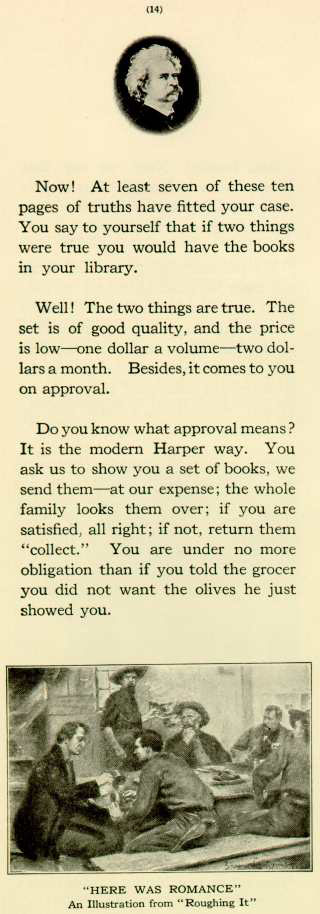 (14)
Now! At least seven of these ten
pages of truths have fitted your case.
You say to yourself that if two things
were true you would have the books
in your library.
Well! The two things are true. The
set is of good quality, and the price
is low—one dollar a volume—two dol-
lars a month. Besides, it comes to you
on approval.
Do you know what approval means?
It is the modern Harper way. You
ask us to show you a set of books, we
send them—at our expense; the whole
family looks them over; if you are
satisfied, all right; if not, return them
“collect.” You are under no more
obligation than if you told the grocer
you did not want the olives he just
showed you.
“HERE WAS ROMANCE”
An Illustration from “Roughing It”